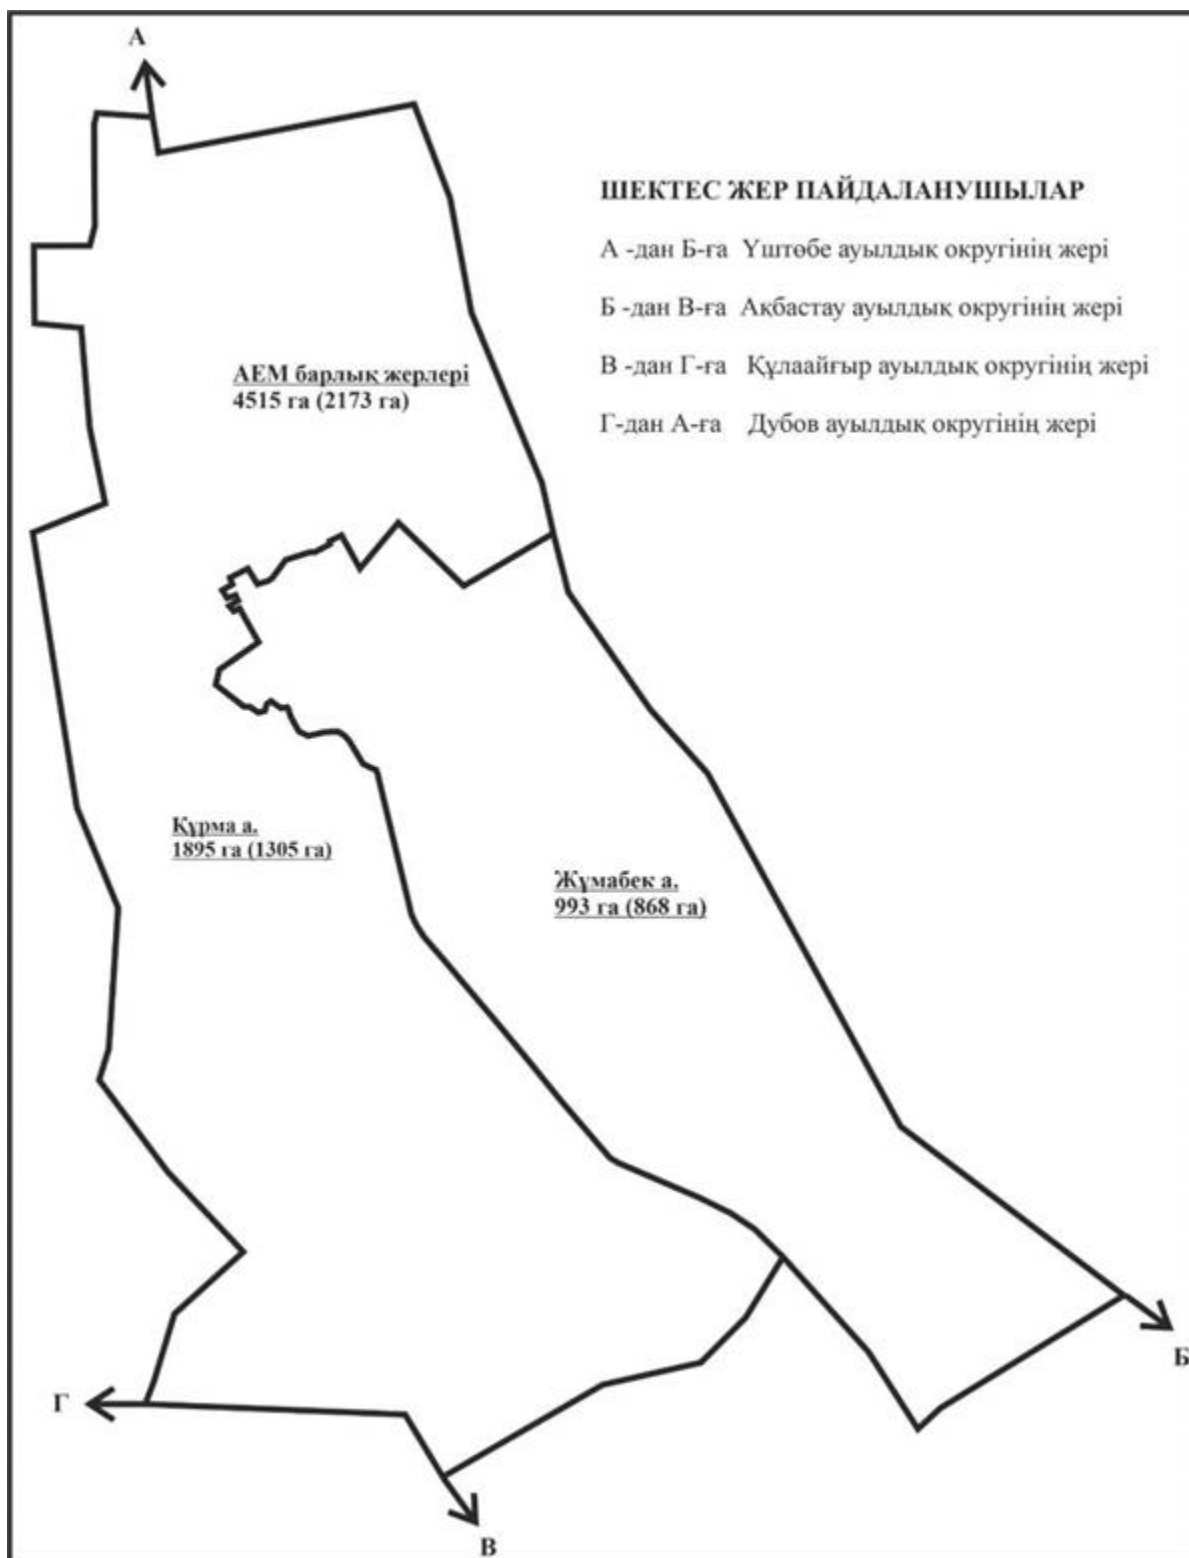 А
ШЕКТЕС ЖЕР ПАЙДАЛАНУШЫЛАР
А -дан Б-ға Үштөбе ауылдық округінің жері
Б -дан В-ға Ақбастау ауылдық округінің жері
В -дан Г-ға Құлаайғыр ауылдық округінің жері
Г-дан А-ға Дубов ауылдық округінің жері
АЕМ барлық жерлері
4515 га (2173 га)
Құрма а.
1895 га (1305 га)
Жұмабек а.
993 га (868 га)
Б
Г
В